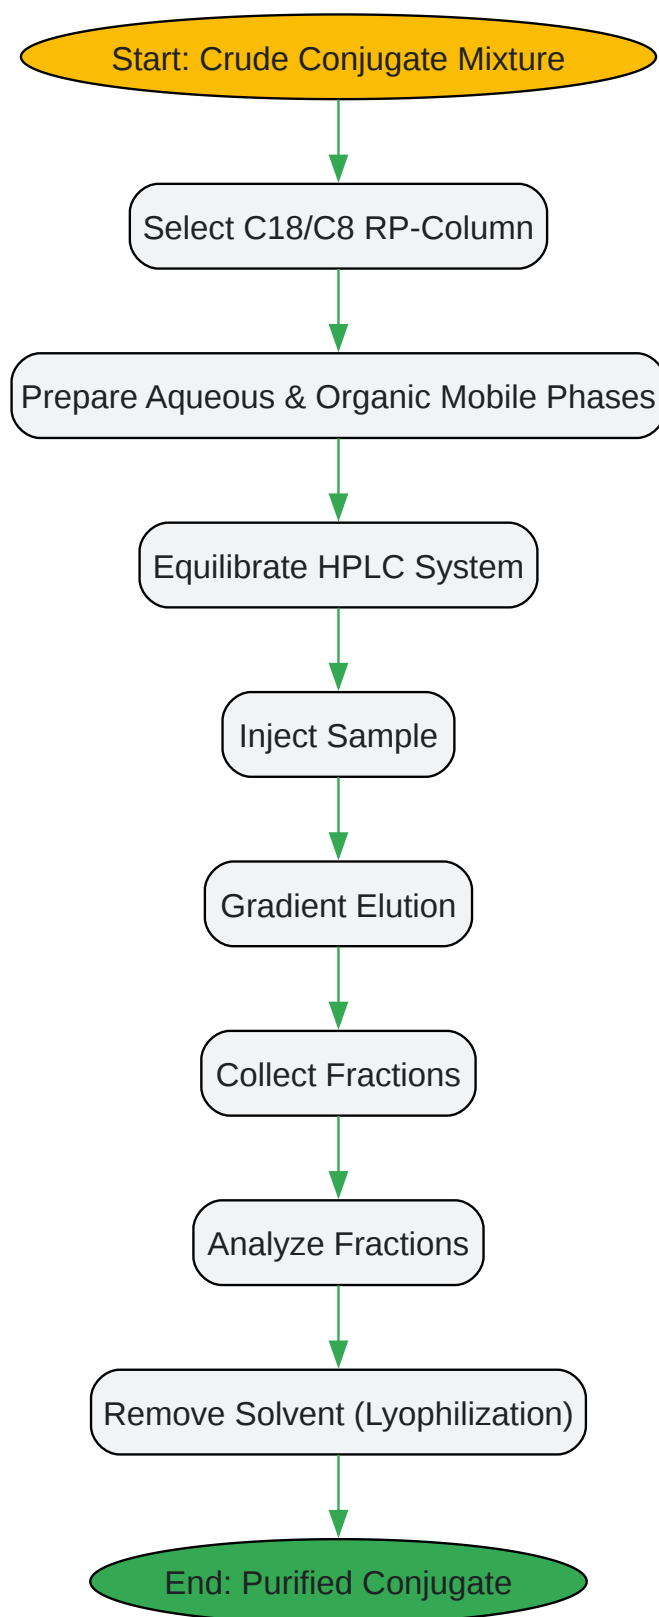 Start: Crude Conjugate Mixture
Select C18/C8 RP-Column
Prepare Aqueous & Organic Mobile Phases
Equilibrate HPLC System
Inject Sample
Gradient Elution
Collect Fractions
Analyze Fractions
Remove Solvent (Lyophilization)
End: Purified Conjugate